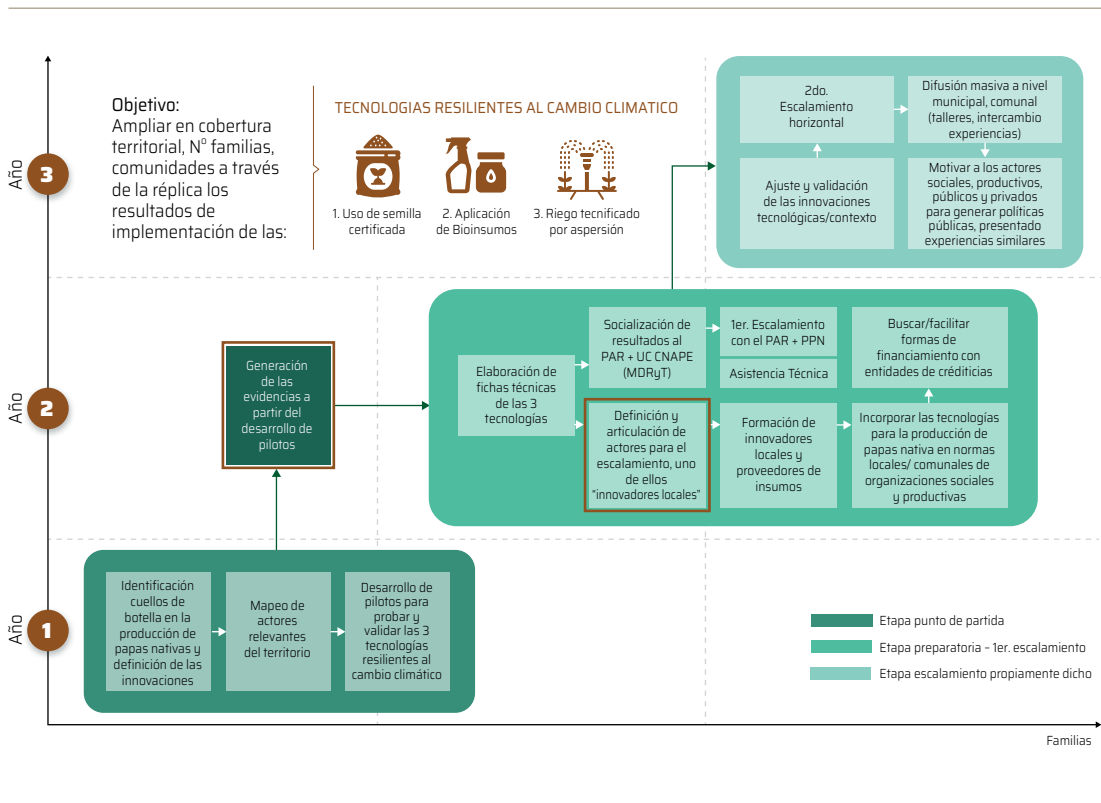 Objetivo:
Ampliar en cobertura
territorial, Nº familias,
comunidades a través
de la réplica los
resultados de
implementación de las:
TECNOLOGIAS RESILIENTES AL CAMBIO CLIMATICO
1. Uso de semilla
certificada
2. Aplicación
de Bioinsumos
3. Riego tecnificado
por aspersión
Año
3
2do.
Escalamiento
horizontal
Difusión masiva a nivel
municipal, comunal
(talleres, intercambio
experiencias)
Ajuste y validación
de las innovaciones
tecnológicas/contexto
Motivar a los actores
sociales, productivos,
públicos y privados
para generar políticas
públicas, presentado
experiencias similares
Año
2
Generación
de las
evidencias a
partir del
desarrollo de
pilotos
Elaboración de
fichas técnicas
de las 3
tecnologías
Socialización de
resultados al
PAR + UC CNAPE
(MDRyT)
1er. Escalamiento
con el PAR + PPN
Asistencia Técnica
Buscar/facilitar
formas de
financiamiento con
entidades de créditicias
Definición y
articulación de
actores para el
escalamiento, uno
de ellos
“innovadores locales”
Formación de
innovadores
locales y
proveedores de
insumos
Incorporar las tecnologías
para la producción de
papas nativa en normas
locales/ comunales de
organizaciones sociales
y productivas
Año
1
Identificación
cuellos de
botella en la
producción de
papas nativas y
definición de las
innovaciones
Mapeo de
actores
relevantes
del territorio
Desarrollo de
pilotos para
probar y
validar las 3
tecnologías
resilientes al
cambio climático
Etapa punto de partida
Etapa preparatoria – 1er. escalamiento
Etapa escalamiento propiamente dicho
Familias